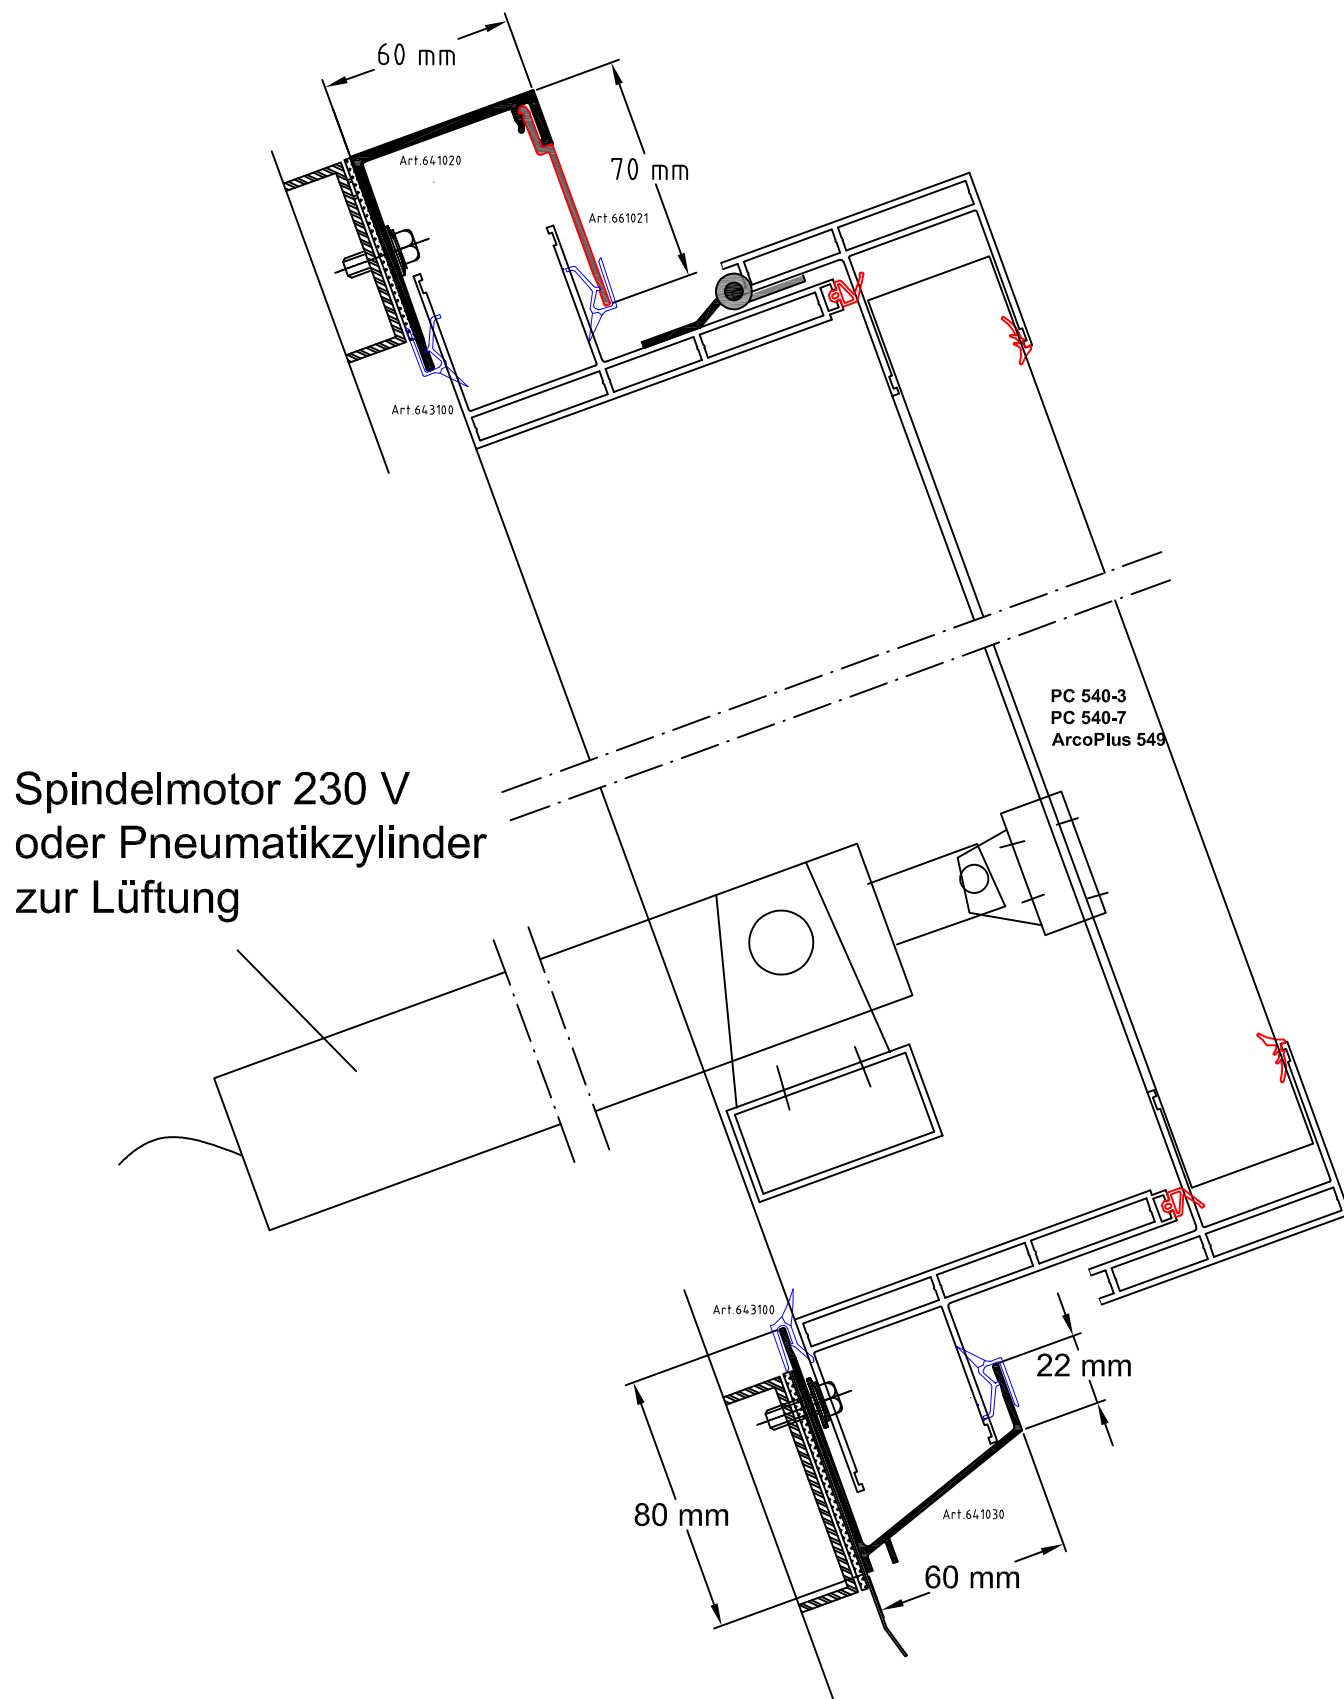 60 mm
Art.641020
70 mm
Art.661021
Art.643100
PC 540-3
PC 540-7
ArcoPlus 549
Spindelmotor 230 V
oder Pneumatikzylinder
zur Lüftung
Art.643100
22 mm
80 mm
Art.641030
60 mm